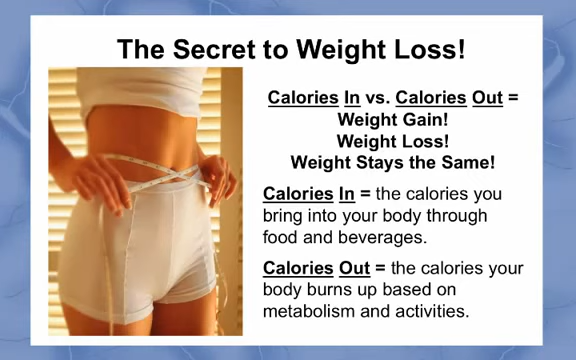 The Secret to Weight Loss!
Calories In vs. Calories Out =
Weight Gain!
Weight Loss!
Weight Stays the Same!
Calories In = the calories you
bring into your body through
food and beverages.
Calories Out = the calories your
body burns up based on
metabolism and activities.